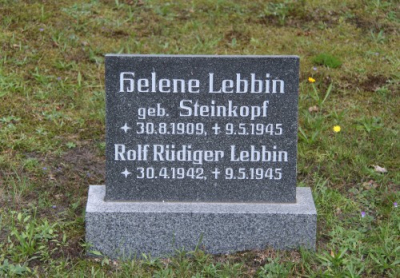 Helene Lebbin
geb. Steinkopf
✦ 30.8.1909, ✝ 9.5.1945
Rolf Rüdiger Lebbin
✦ 30.4.1942, ✝ 9.5.1945